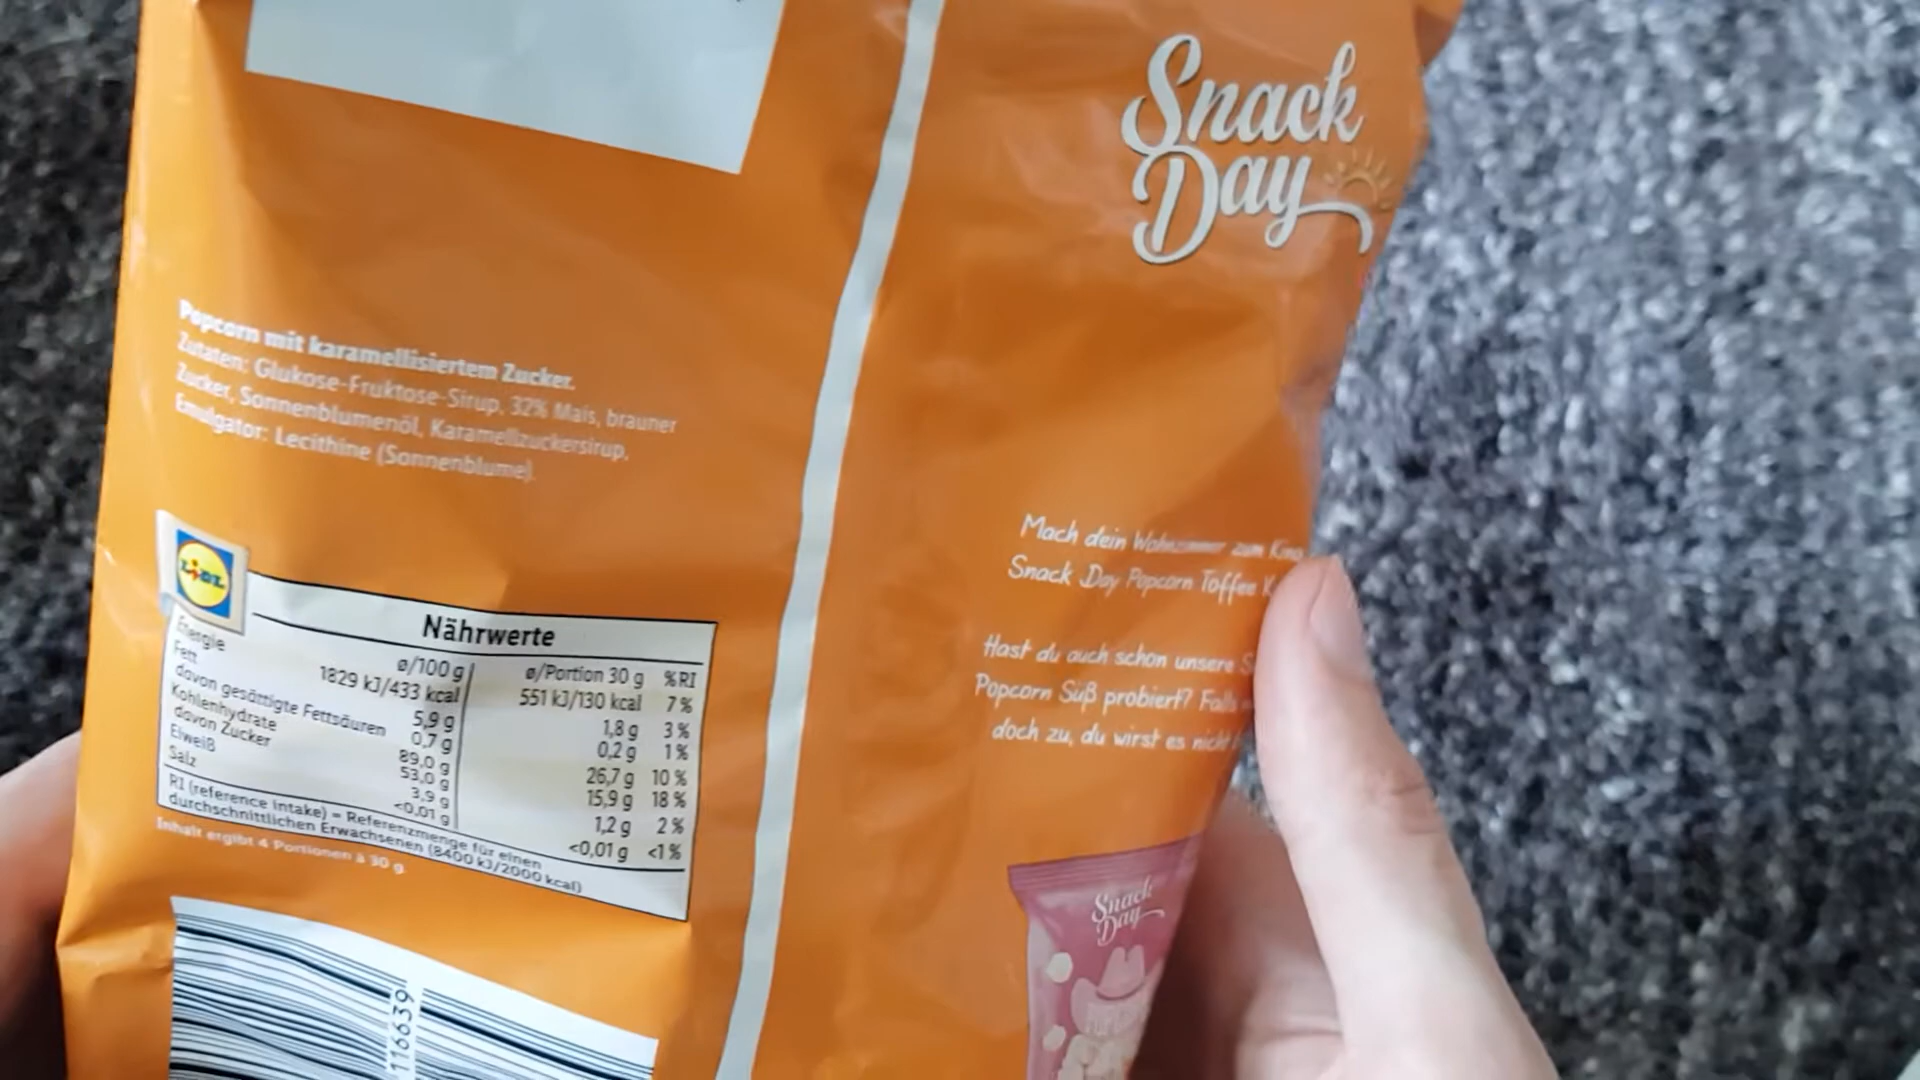 Popcorn mit karamellisiertem Zucker.
Zutaten: Glukose-Fruktose-Sirup, 32% Mais, brauner
Zucker, Sonnenblumenöl, Karamellzuckersirup,
Emulgator: Lecithine (Sonnenblume).
LIDL
Nährwerte
ø/100 g ø/Portion 30 g %RI
Energie 1829 kJ/433 kcal 551 kJ/130 kcal 7%
Fett 5,9 g 1,8 g 3%
davon gesättigte Fettsäuren 0,7 g 0,2 g 1%
Kohlenhydrate 89,0 g 26,7 g 10%
davon Zucker 53,0 g 15,9 g 18%
Eiweiß 3,9 g 1,2 g 2%
Salz <0,01 g <0,01 g <1%
RI (reference intake) = Referenzmenge für einen
durchschnittlichen Erwachsenen (8400 kJ/2000 kcal)
Inhalt ergibt 4 Portionen à 30 g
116639
Snack
Day
Mach dein Wohnzimmer zum Kino
Snack Day Popcorn Toffee
Hast du auch schon unsere
Popcorn Süß probiert? Falls
doch zu, du wirst es nicht
Snack
Day